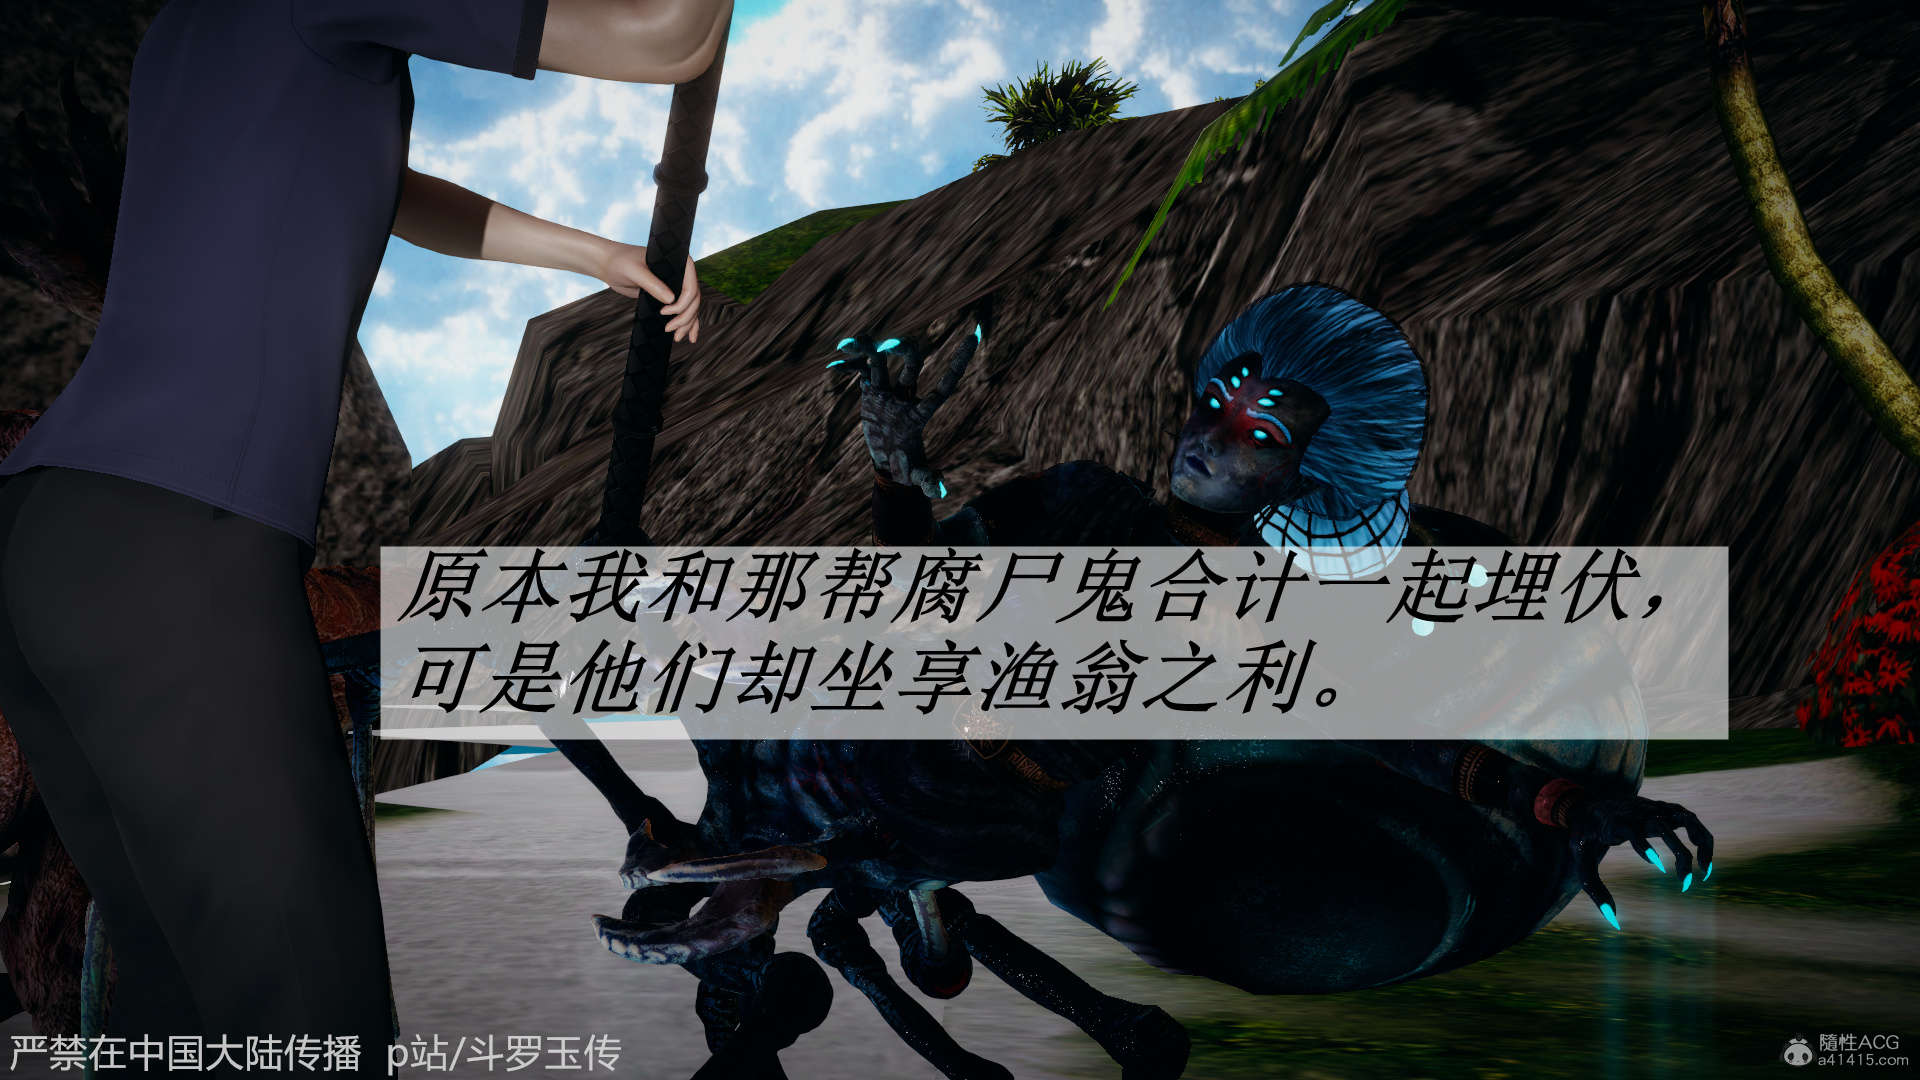 原本我和那帮腐尸鬼合计一起埋伏，
可是他们却坐享渔翁之利。
严禁在中国大陆传播 p站/斗罗玉传
隨性ACG
a41415.com